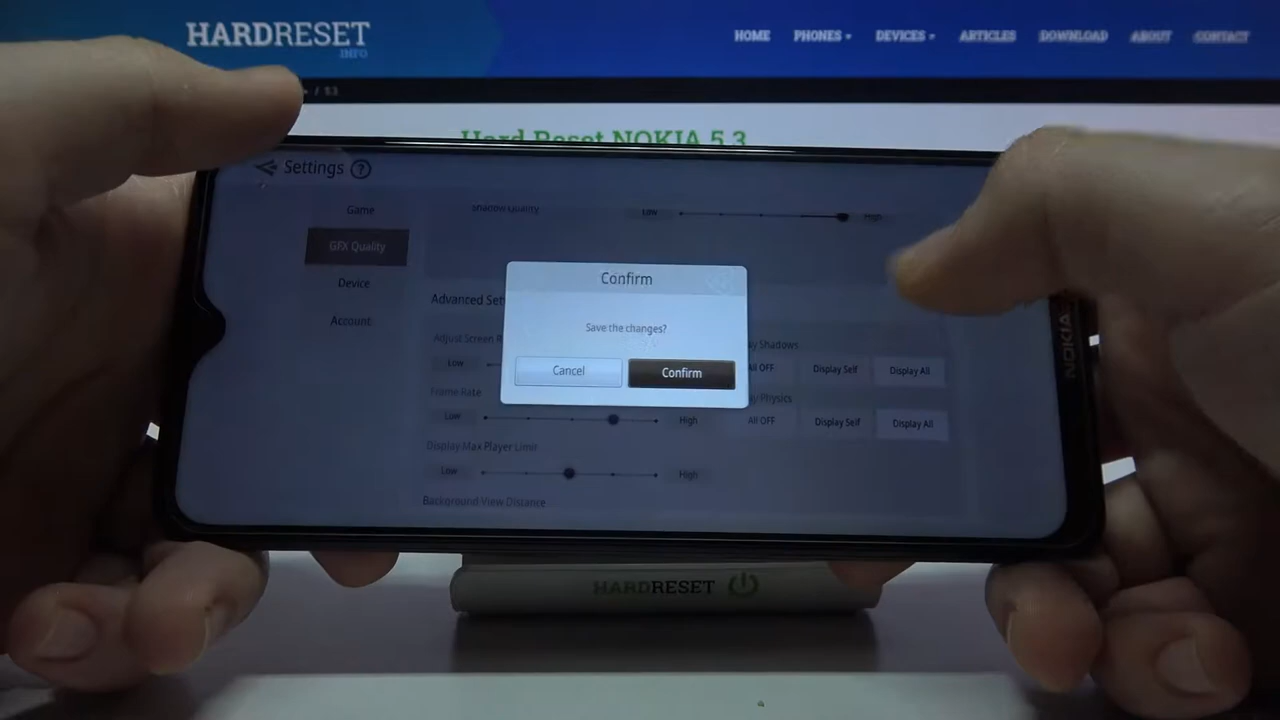 HARDRESET
.INFO
HOME PHONES DEVICES ARTICLES DOWNLOAD ABOUT CONTACT
/ 53
Hard Reset NOKIA 5.3
Settings ?
Game
GFX Quality
Device
Account
Shadow Quality
Low High
Advanced Set
Adjust Screen R
Low
Frame Rate
Low High
Display Max Player Limit
Low High
Background View Distance
Confirm
Save the changes?
Cancel Confirm
ay Shadows
All OFF Display Self Display All
ay Physics
All OFF Display Self Display All
NOKIA
HARDRESET